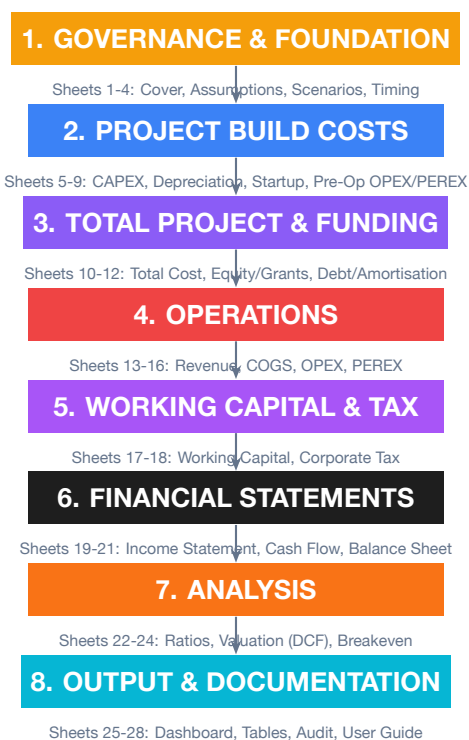 1. GOVERNANCE & FOUNDATION
Sheets 1-4: Cover, Assumptions, Scenarios, Timing
2. PROJECT BUILD COSTS
Sheets 5-9: CAPEX, Depreciation, Startup, Pre-Op OPEX/PEREX
3. TOTAL PROJECT & FUNDING
Sheets 10-12: Total Cost, Equity/Grants, Debt/Amortisation
4. OPERATIONS
Sheets 13-16: Revenue, COGS, OPEX, PEREX
5. WORKING CAPITAL & TAX
Sheets 17-18: Working Capital, Corporate Tax
6. FINANCIAL STATEMENTS
Sheets 19-21: Income Statement, Cash Flow, Balance Sheet
7. ANALYSIS
Sheets 22-24: Ratios, Valuation (DCF), Breakeven
8. OUTPUT & DOCUMENTATION
Sheets 25-28: Dashboard, Tables, Audit, User Guide